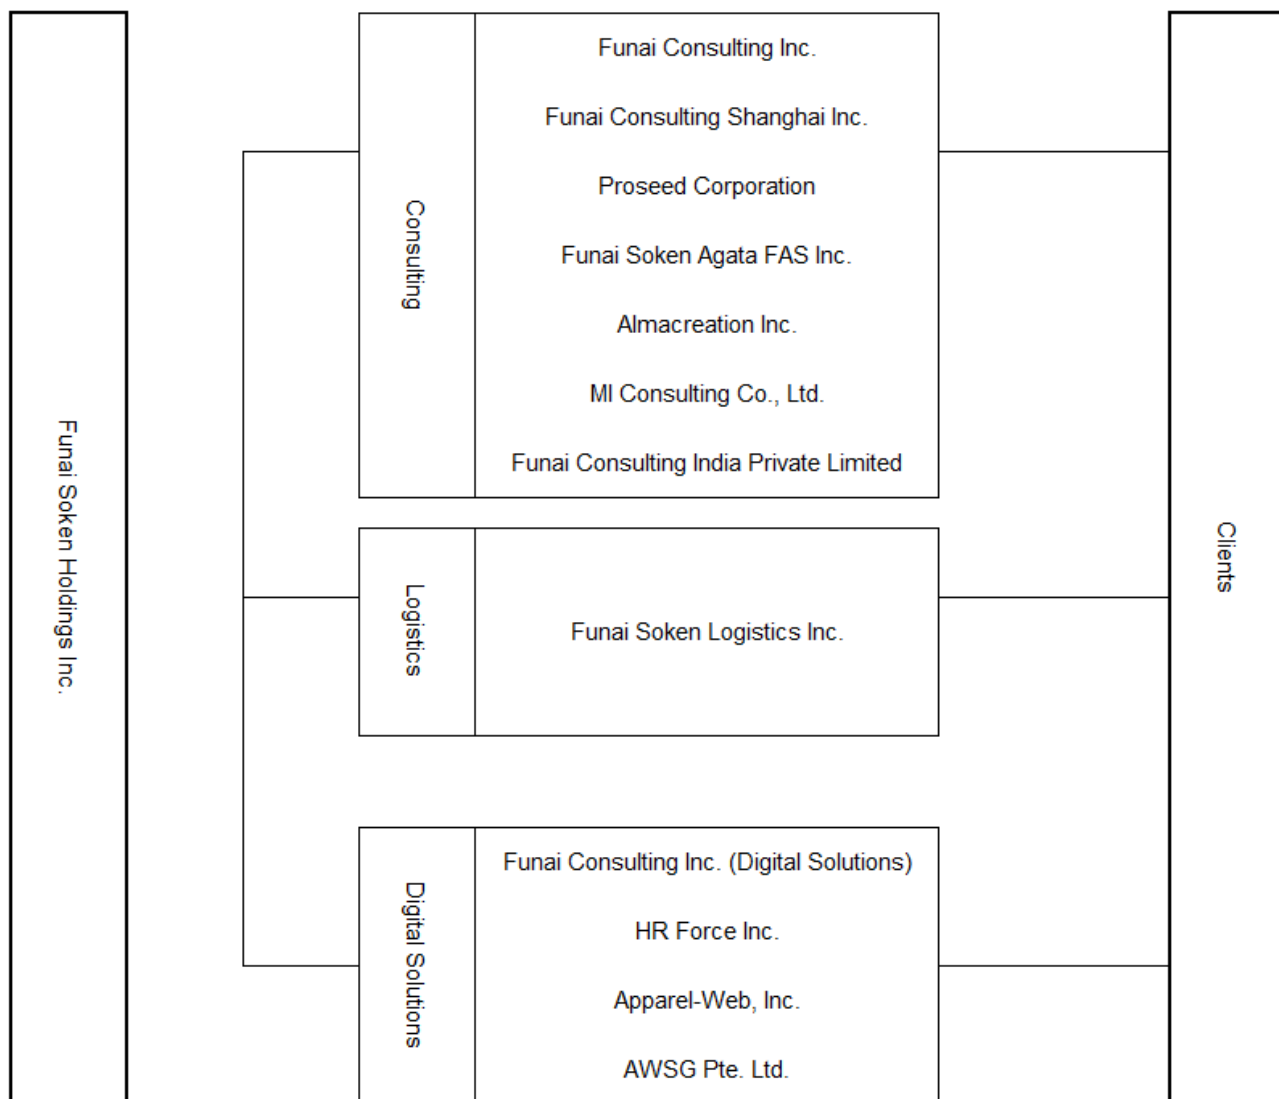 Funai Soken Holdings Inc.
Consulting
Funai Consulting Inc.
Funai Consulting Shanghai Inc.
Proseed Corporation
Funai Soken Agata FAS Inc.
Almacreation Inc.
MI Consulting Co., Ltd.
Funai Consulting India Private Limited
Logistics
Funai Soken Logistics Inc.
Digital Solutions
Funai Consulting Inc. (Digital Solutions)
HR Force Inc.
Apparel-Web, Inc.
AWSG Pte. Ltd.
Clients